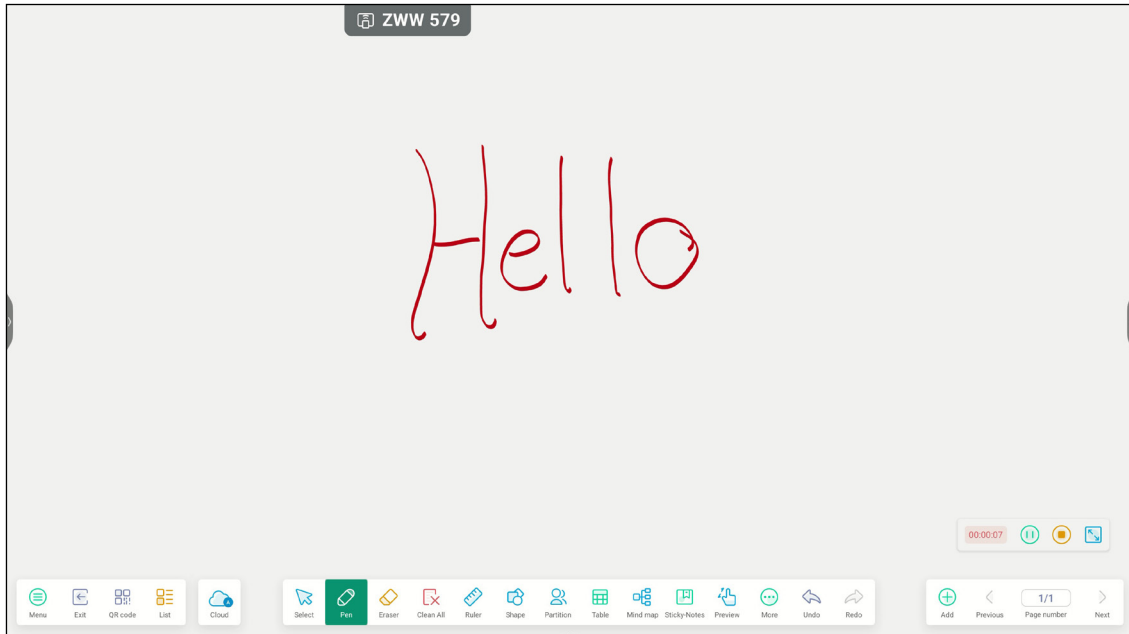 ZWW 579
Hello
00:00:07
Menu Exit QR code List Cloud Select Pen Eraser Clean All Ruler Shape Partition Table Mind map Sticky-Notes Preview More Undo Redo Add Previous 1/1 Page number Next